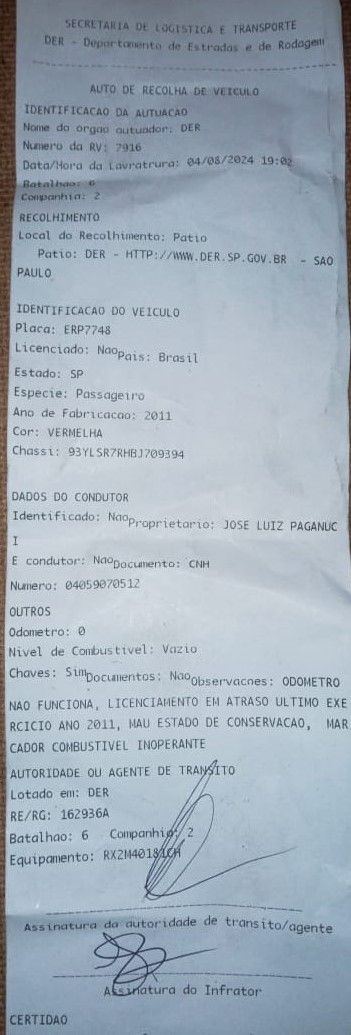 SECRETARIA DE LOGISTICA E TRANSPORTE
DER - Departamento de Estradas e de Rodagem
AUTO DE RECOLHA DE VEICULO
IDENTIFICACAO DA AUTUACAO
Nome do orgao autuador: DER
Numero da RV: 7916
Data/Hora da Lavratrura: 04/08/2024 19:02
Batalhao: 6
Companhia: 2
RECOLHIMENTO
Local do Recolhimento: Patio
Patio: DER - HTTP://WWW.DER.SP.GOV.BR - SAO
PAULO
IDENTIFICACAO DO VEICULO
Placa: ERP7748
Licenciado: Nao Pais: Brasil
Estado: SP
Especie: Passageiro
Ano de Fabricacao: 2011
Cor: VERMELHA
Chassi: 93YLSR7RHBJ709394
DADOS DO CONDUTOR
Identificado: Nao Proprietario: JOSE LUIZ PAGANUC
I
E condutor: Nao Documento: CNH
Numero: 04059070512
OUTROS
Odometro: 0
Nivel de Combustivel: Vazio
Chaves: Sim Documentos: Nao Observacoes: ODOMETRO
NAO FUNCIONA, LICENCIAMENTO EM ATRASO ULTIMO EXE
RCICIO ANO 2011, MAU ESTADO DE CONSERVACAO, MAR
CADOR COMBUSTIVEL INOPERANTE
AUTORIDADE OU AGENTE DE TRANSITO
Lotado em: DER
RE/RG: 162936A
Batalhao: 6 Companhia: 2
Equipamento: RX2M40181CH
Assinatura da autoridade de transito/agente
Assinatura do Infrator
CERTIDAO